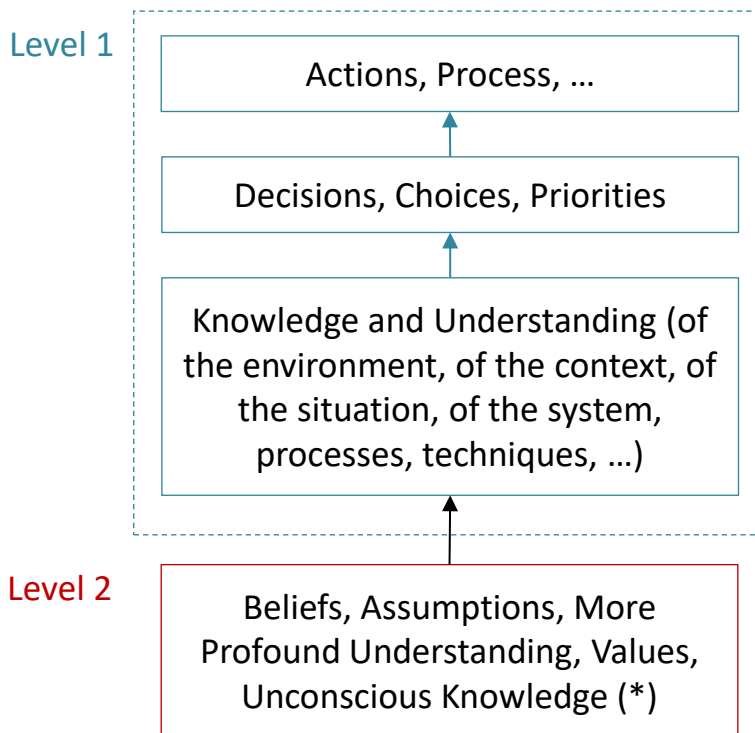 Level 1
Actions, Process, …
Decisions, Choices, Priorities
Knowledge and Understanding (of
the environment, of the context, of
the situation, of the system,
processes, techniques, …)
Level 2
Beliefs, Assumptions, More
Profound Understanding, Values,
Unconscious Knowledge (*)